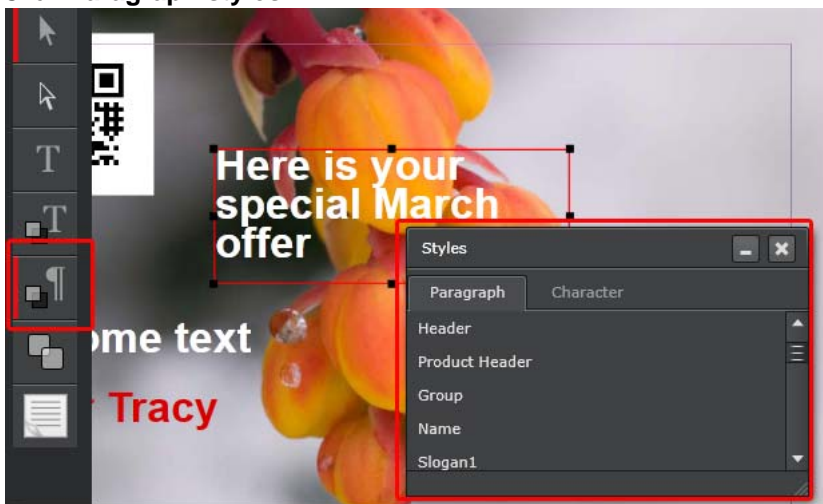 Here is your
special March
offer
ome text
Tracy
Styles
Paragraph Character
Header
Product Header
Group
Name
Slogan1
T
T
¶